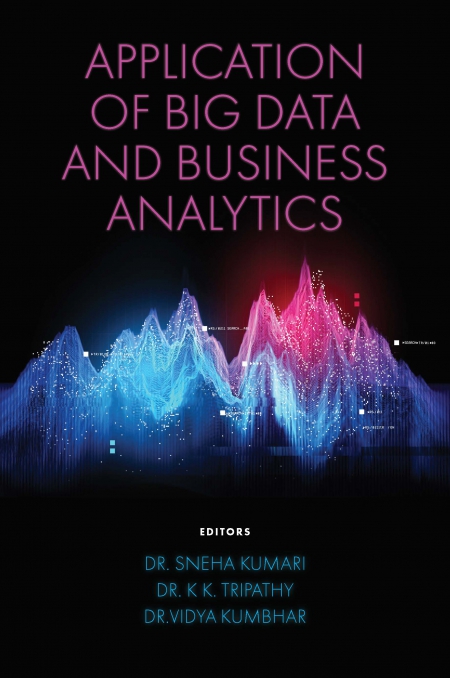 APPLICATION
OF BIG DATA
AND BUSINESS
ANALYTICS
EDITORS
DR. SNEHA KUMARI
DR. K K. TRIPATHY
DR.VIDYA KUMBHAR